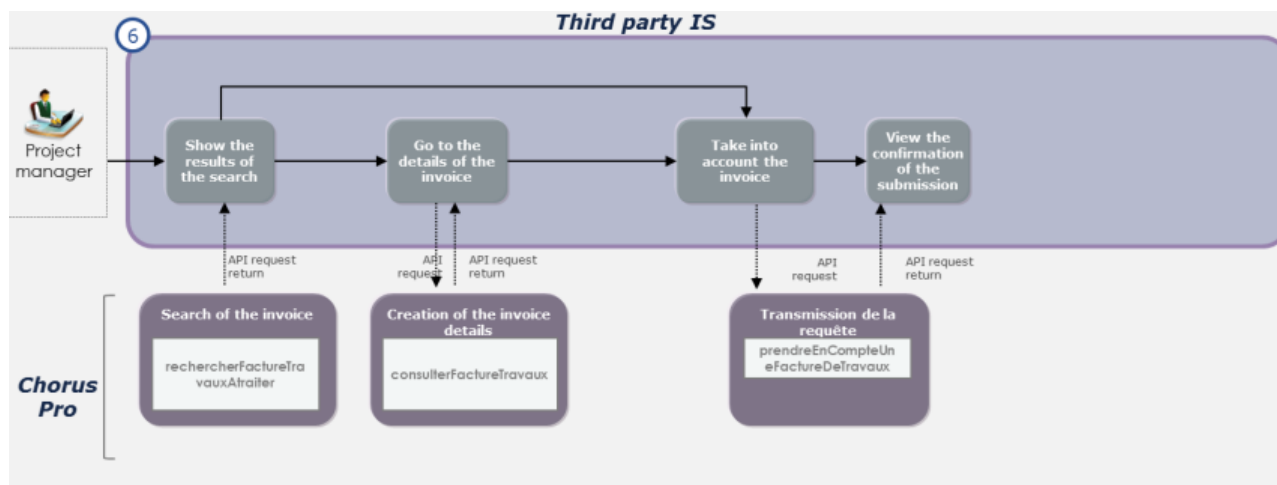 Third party IS
6
Project
manager
Show the
results of
the search
Go to the
details of the
invoice
Take into
account the
invoice
View the
confirmation
of the
submission
API request
return
API
request
API request
return
API
request
API request
return
Chorus
Pro
Search of the invoice
rechercherFactureTra
vauxAtraiter
Creation of the invoice
details
consulterFactureTravaux
Transmission de la
requête
prendreEnCompteUn
eFactureDeTravaux